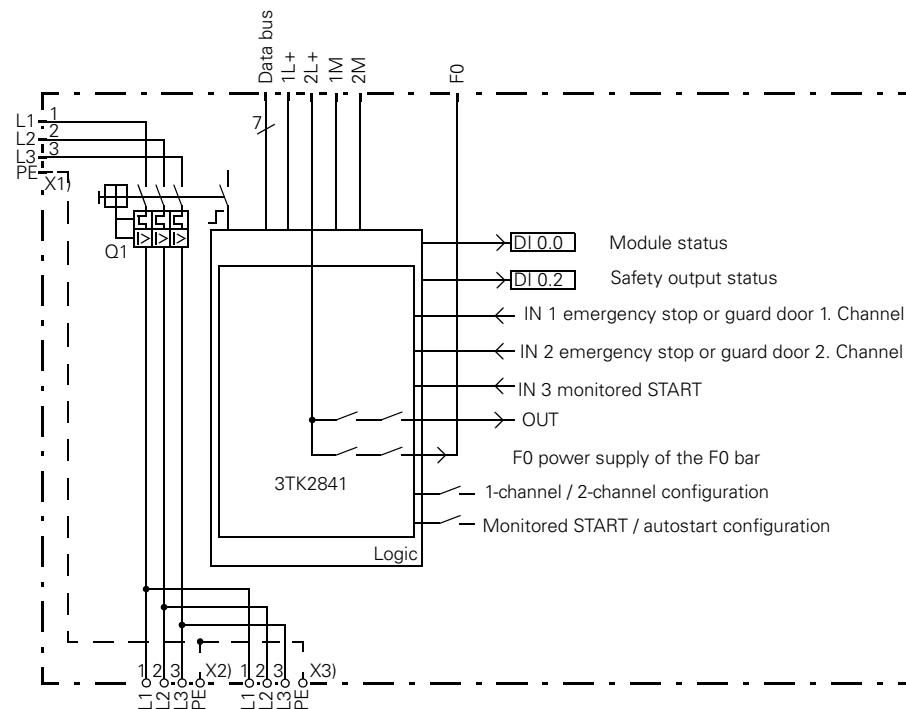 Data bus
1L+
2L+
1M
2M
F0
7
L1 1
L2 2
L3 3
PE
X1)
Q1
DI 0.0 Module status
DI 0.2 Safety output status
IN 1 emergency stop or guard door 1. Channel
IN 2 emergency stop or guard door 2. Channel
IN 3 monitored START
OUT
F0 power supply of the F0 bar
3TK2841
1-channel / 2-channel configuration
Monitored START / autostart configuration
Logic
1 2 3 X2) 1 2 3 X3)
L1 L2 L3 PE L1 L2 L3 PE